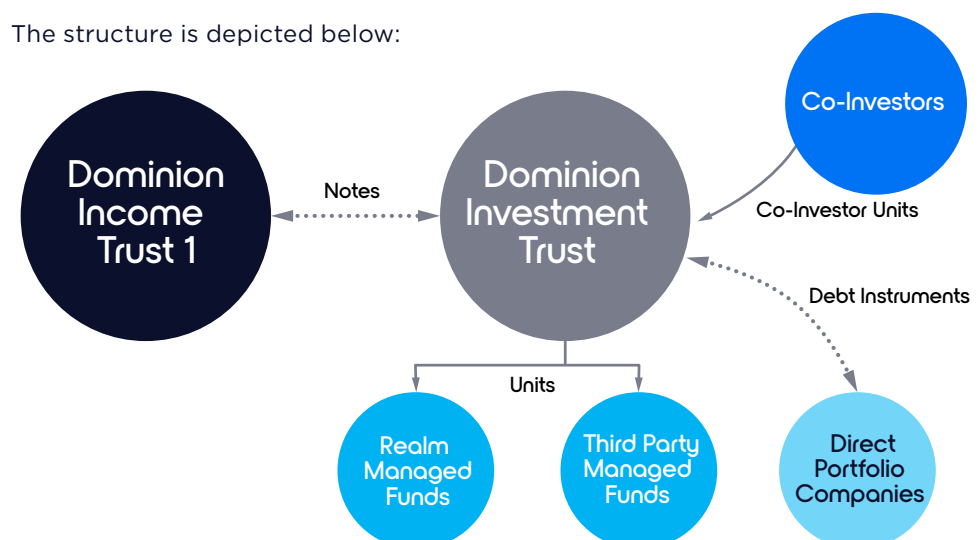 The structure is depicted below:
Co-Investors
Dominion
Income
Trust 1
Notes
Dominion
Investment
Trust
Co-Investor Units
Debt Instruments
Units
Realm
Managed
Funds
Third Party
Managed
Funds
Direct
Portfolio
Companies